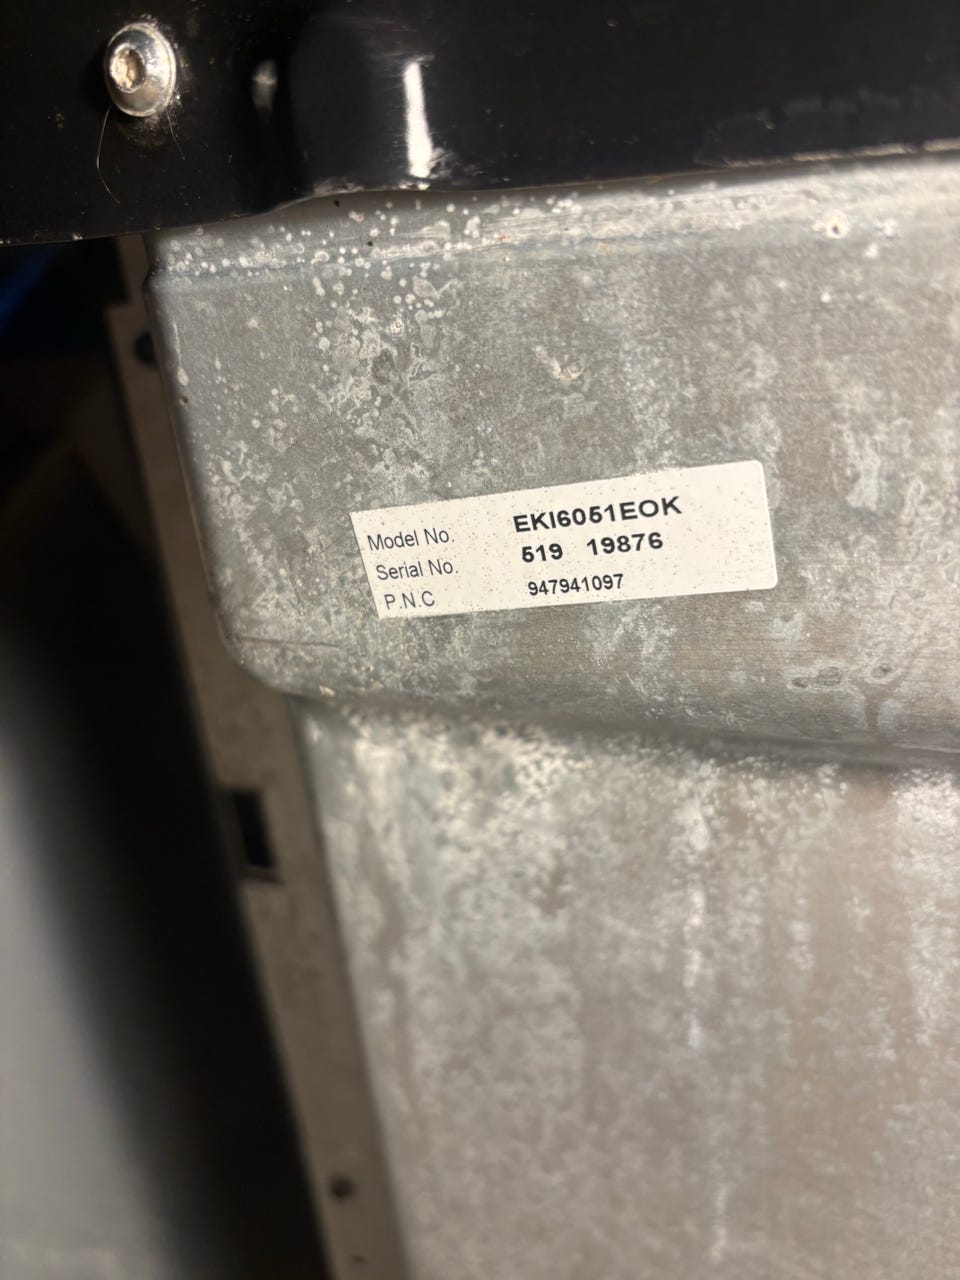 Model No. EKI6051EOK
Serial No. 519 19876
P.N.C 947941097